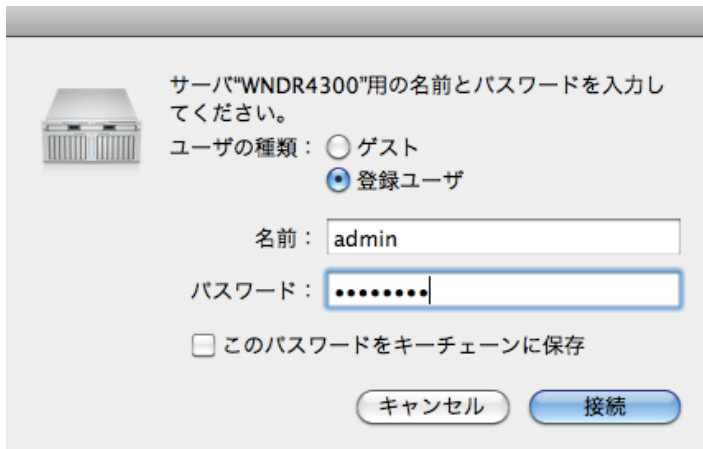 サーバ“WNDR4300”用の名前とパスワードを入力し
てください。
ユーザの種類： ゲスト
登録ユーザ
名前： admin
パスワード： ••••••••
このパスワードをキーチェーンに保存
キャンセル 接続